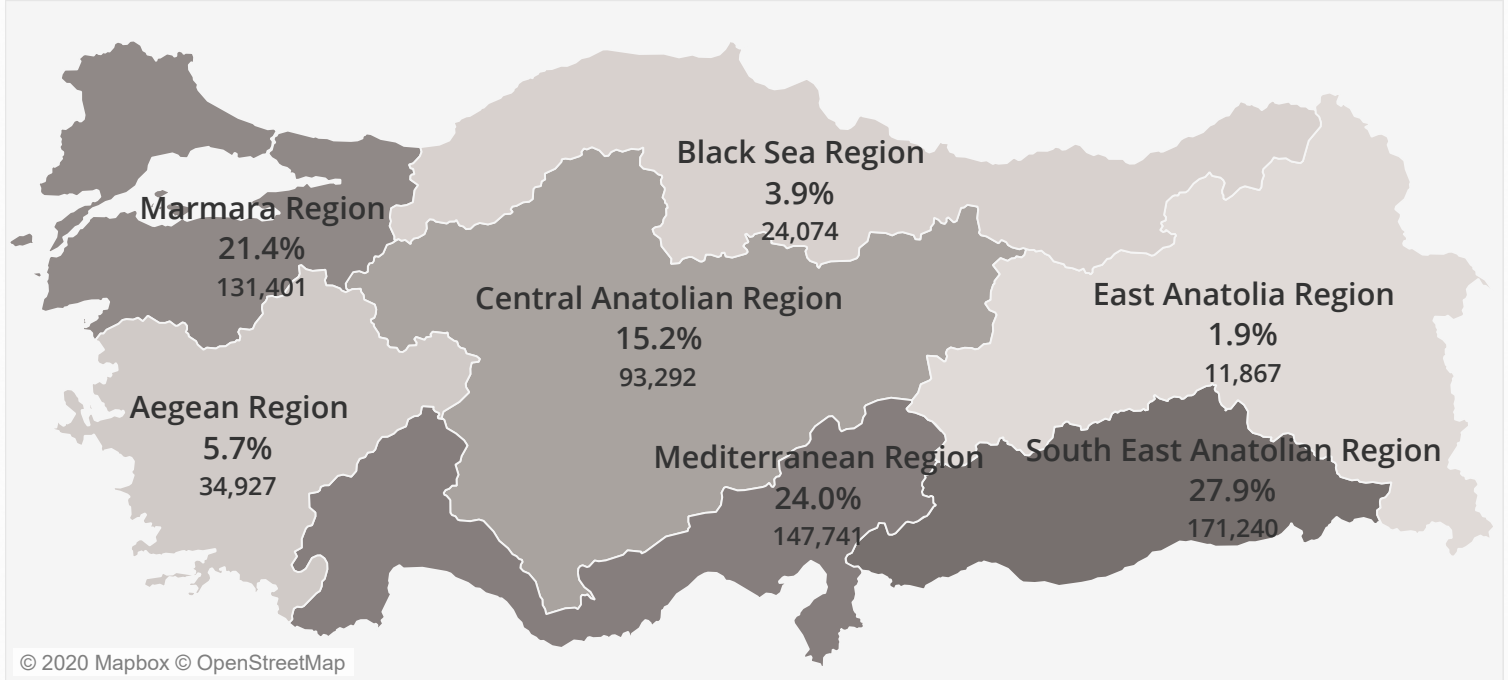 Black Sea Region
3.9%
24,074
Marmara Region
21.4%
131,401
Central Anatolian Region
15.2%
93,292
East Anatolia Region
1.9%
11,867
Aegean Region
5.7%
34,927
Mediterranean Region
24.0%
147,741
South East Anatolian Region
27.9%
171,240
© 2020 Mapbox © OpenStreetMap